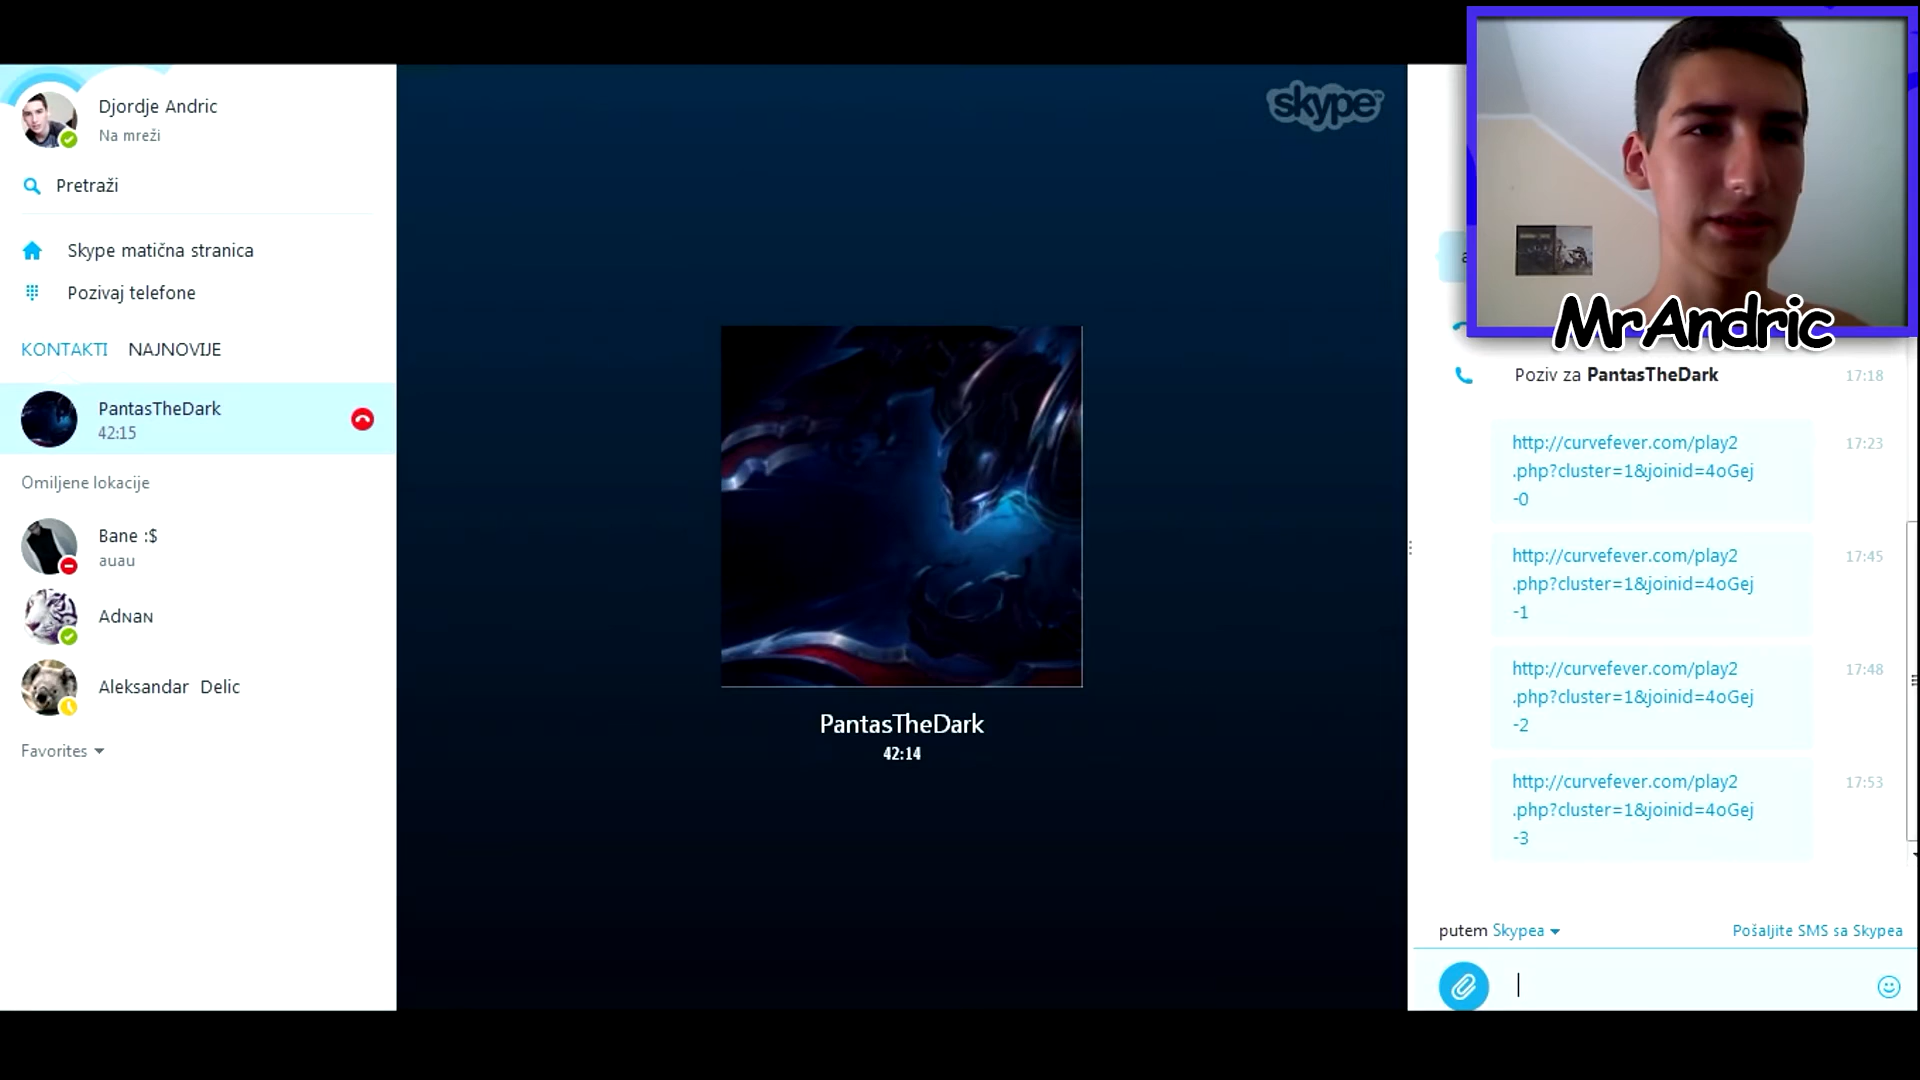 Djordje Andric
Na mreži
Pretraži
Skype matična stranica
Pozivaj telefone
KONTAKTI NAJNOVIJE
PantasTheDark
42:15
Omiljene lokacije
Bane :$
auau
AdNaN
Aleksandar Delic
Favorites
skype™
PantasTheDark
42:14
MrAndric
Poziv za PantasTheDark 17:18
http://curvefever.com/play2 17:23
.php?cluster=1&joinid=4oGej
-0
http://curvefever.com/play2 17:45
.php?cluster=1&joinid=4oGej
-1
http://curvefever.com/play2 17:48
.php?cluster=1&joinid=4oGej
-2
http://curvefever.com/play2 17:53
.php?cluster=1&joinid=4oGej
-3
putem Skypea Pošaljite SMS sa Skypea